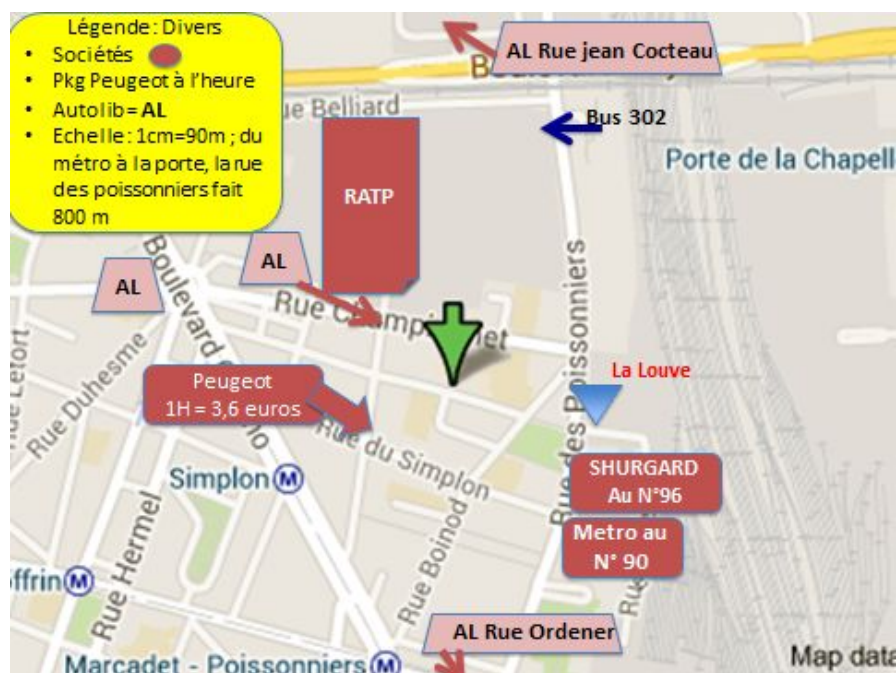 Légende : Divers
• Sociétés
• Pkg Peugeot à l'heure
• Autolib = AL
• Echelle : 1cm=90m ; du
métro à la porte, la rue
des poissonniers fait
800 m
AL Rue jean Cocteau
Bus 302
Rue Belliard
Porte de la Chapell
RATP
AL
AL
Boulevard
Rue Champ
net
Rue Letort
Rue Duhesme
Peugeot
1H = 3,6 euros
La Louve
Rue des Poissonniers
Rue du Simplon
SHURGARD
Au N°96
Simplon M
Metro au
N° 90
Rue Boinod
Rue Hermel
offrin M
AL Rue Ordener
Marcadet - Poissonniers M
Map data